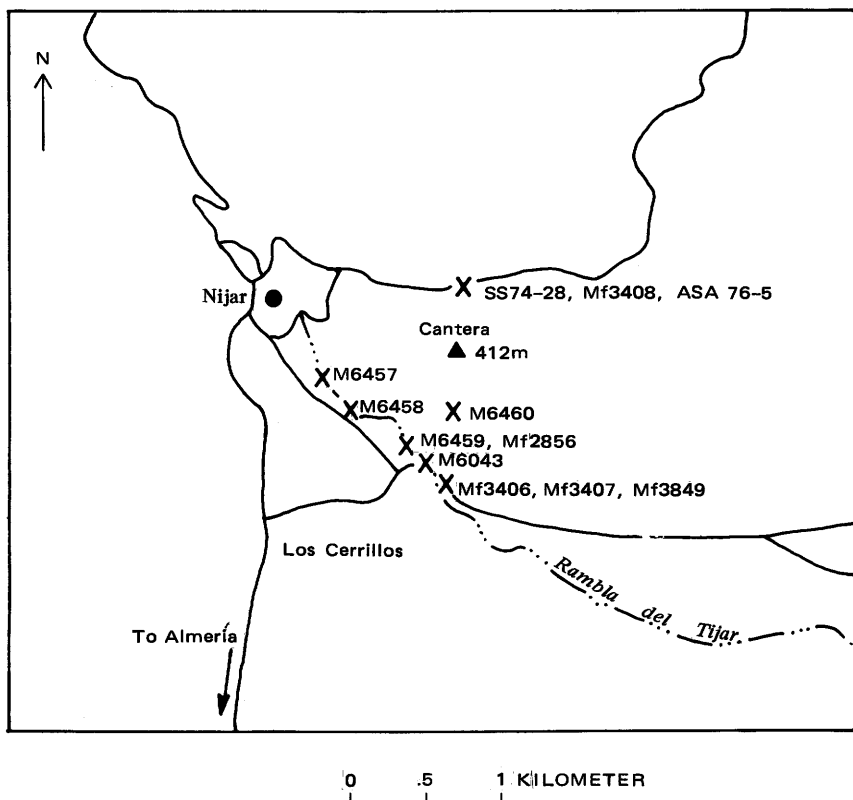 N
Nijar
SS74-28, Mf3408, ASA 76-5
Cantera
412m
M6457
M6458
M6460
M6459, Mf2856
M6043
Mf3406, Mf3407, Mf3849
Los Cerrillos
Rambla del Tijar
To Almería
0 .5 1 KILOMETER